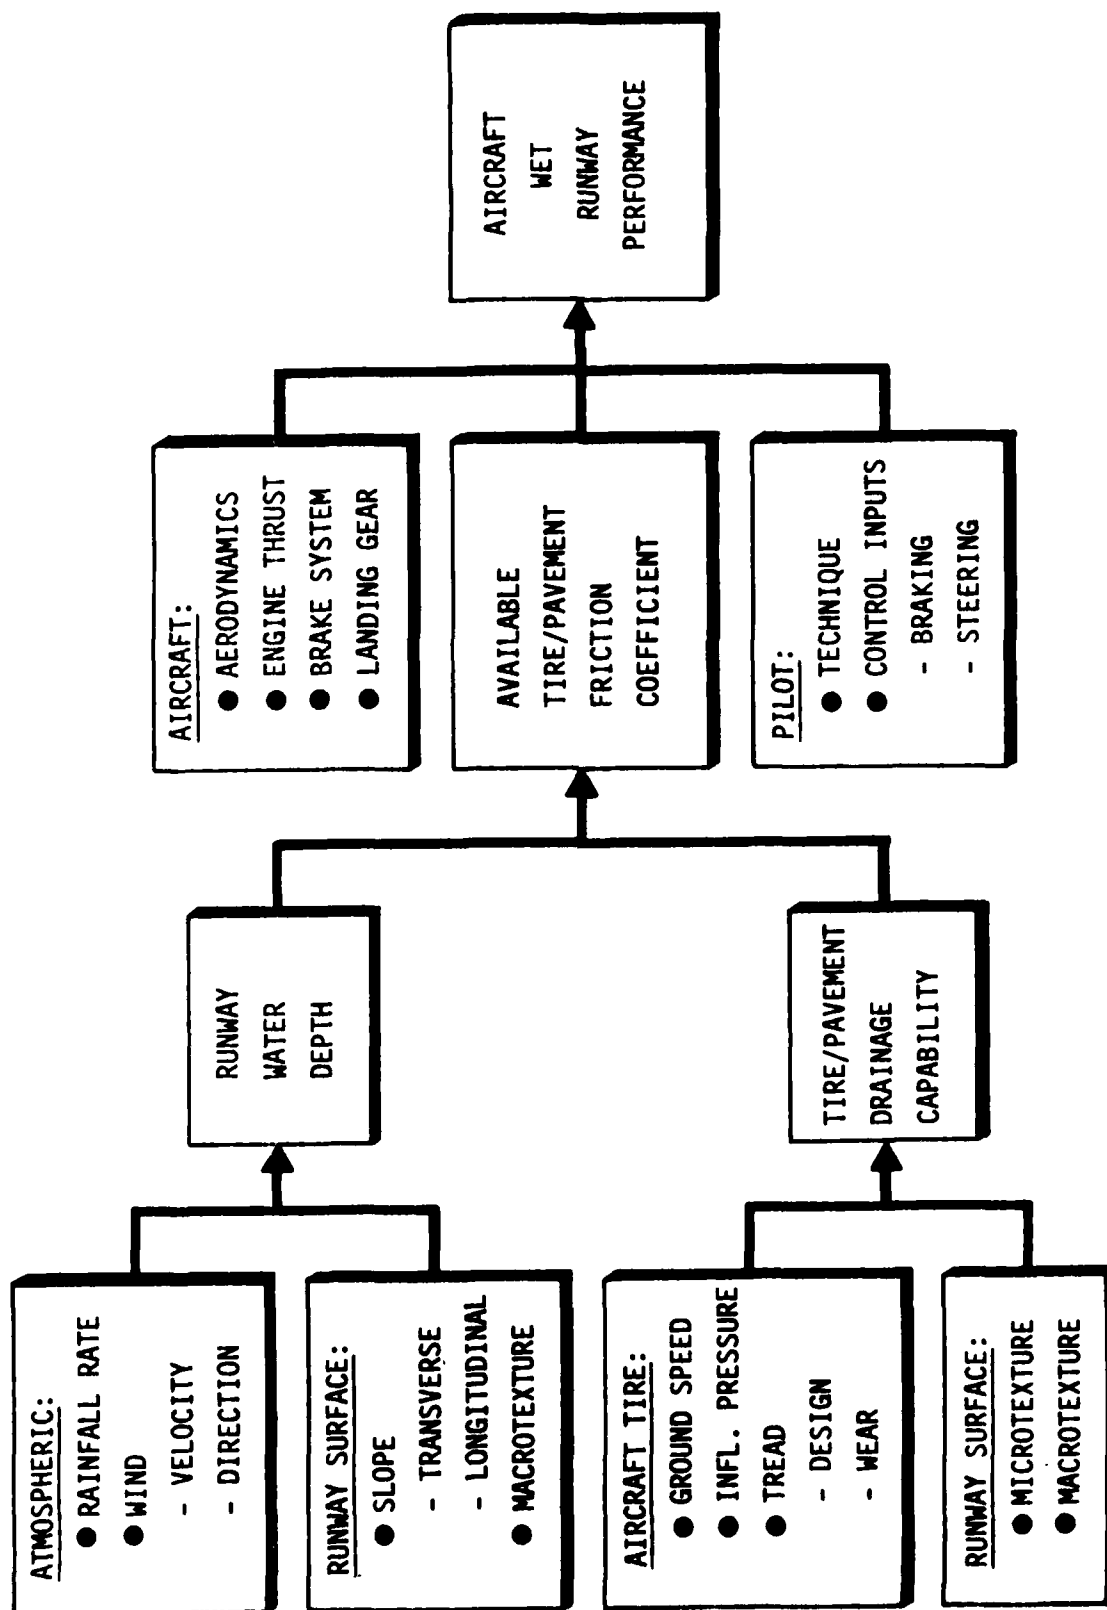 ATMOSPHERIC:
● RAINFALL RATE
● WIND
- VELOCITY
- DIRECTION
RUNWAY SURFACE:
● SLOPE
- TRANSVERSE
- LONGITUDINAL
● MACROTEXTURE
AIRCRAFT TIRE:
● GROUND SPEED
● INFL. PRESSURE
● TREAD
- DESIGN
- WEAR
RUNWAY SURFACE:
● MICROTEXTURE
● MACROTEXTURE
RUNWAY
WATER
DEPTH
TIRE/PAVEMENT
DRAINAGE
CAPABILITY
AIRCRAFT:
● AERODYNAMICS
● ENGINE THRUST
● BRAKE SYSTEM
● LANDING GEAR
AVAILABLE
TIRE/PAVEMENT
FRICTION
COEFFICIENT
PILOT:
● TECHNIQUE
● CONTROL INPUTS
- BRAKING
- STEERING
AIRCRAFT
WET
RUNWAY
PERFORMANCE